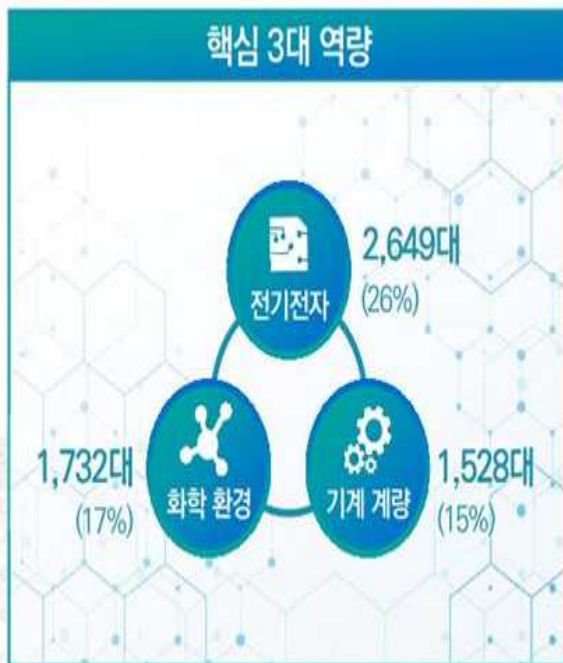 핵심 3대 역량
2,649대
(26%)
전기전자
1,732대
(17%)
화학 환경
기계 계량
1,528대
(15%)